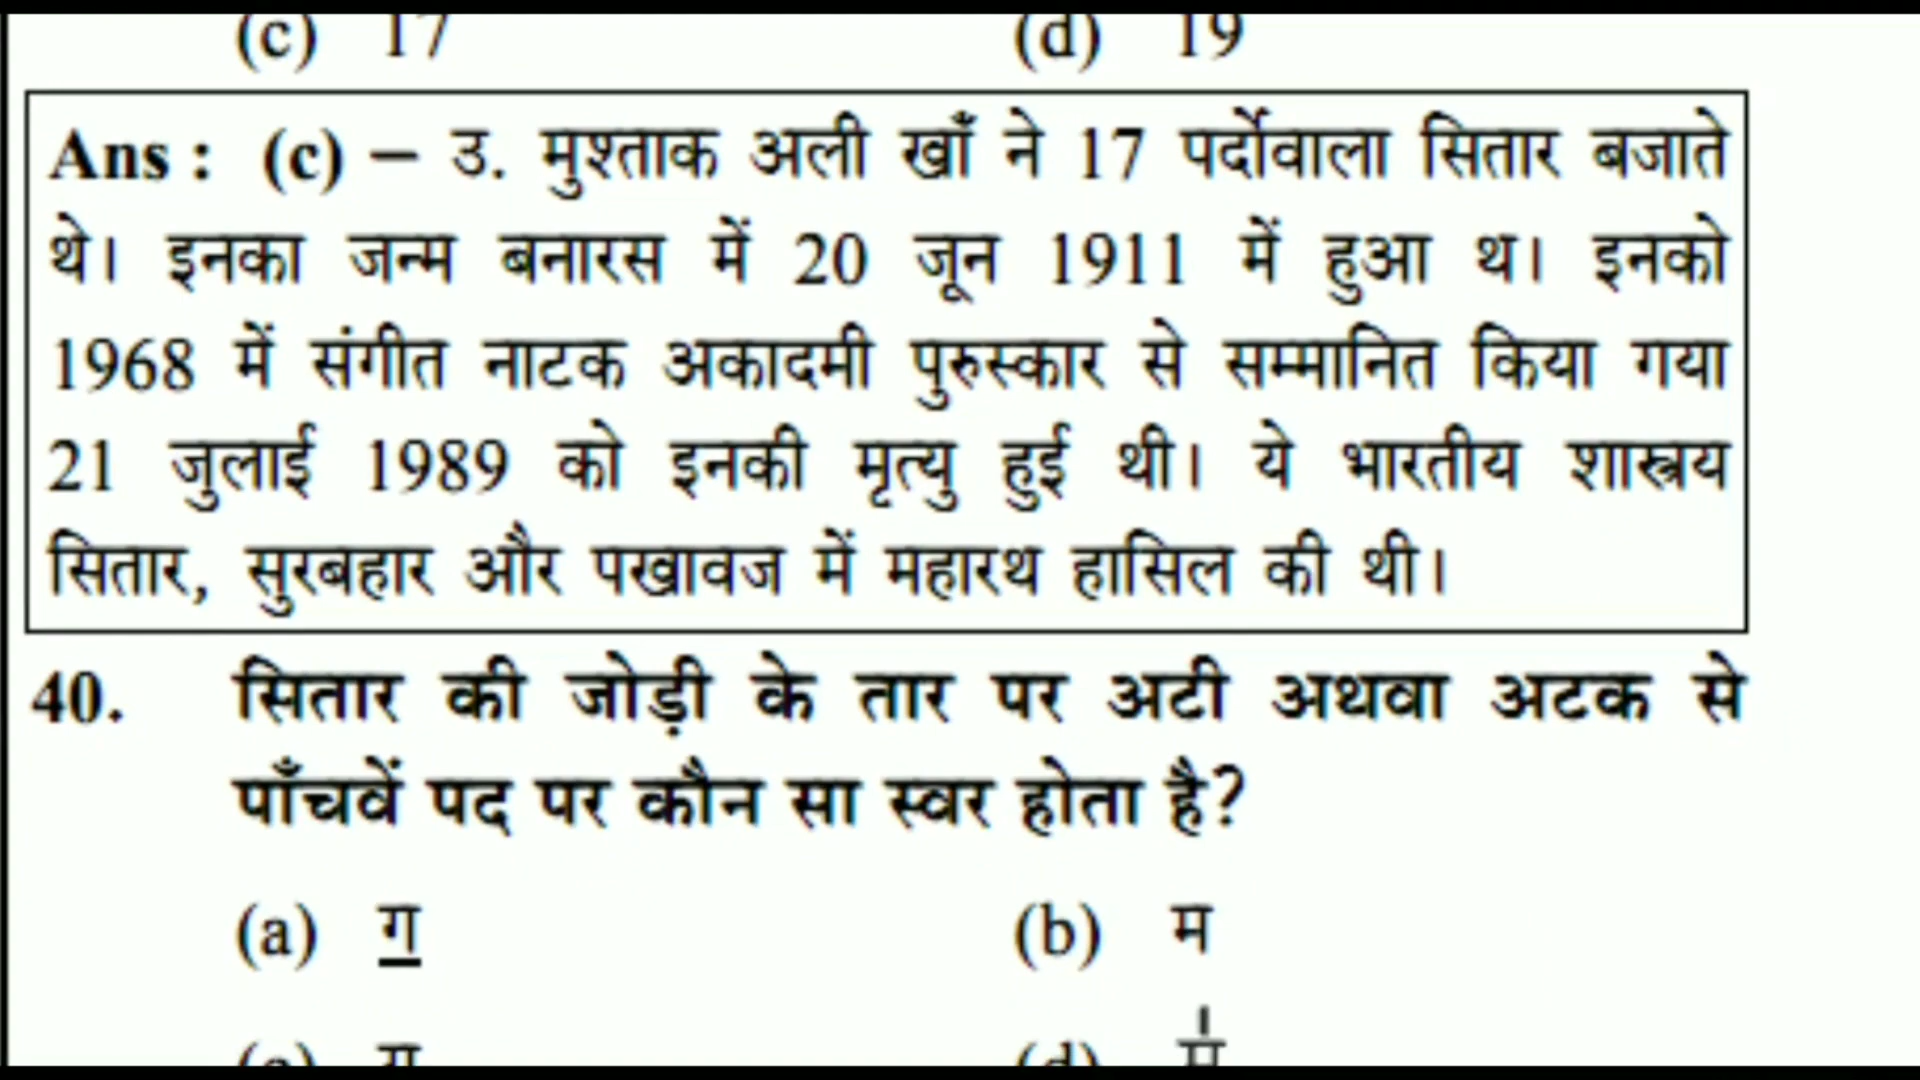 (c) 17 (d) 19
Ans : (c) – उ. मुश्ताक अली खाँ ने 17 पर्दोवाला सितार बजाते
थे। इनका जन्म बनारस में 20 जून 1911 में हुआ थ। इनको
1968 में संगीत नाटक अकादमी पुरुस्कार से सम्मानित किया गया
21 जुलाई 1989 को इनकी मृत्यु हुई थी। ये भारतीय शास्त्रय
सितार, सुरबहार और पखावज में महारथ हासिल की थी।
40. सितार की जोड़ी के तार पर अटी अथवा अटक से
पाँचवें पद पर कौन सा स्वर होता है?
(a) ग॒ (b) म